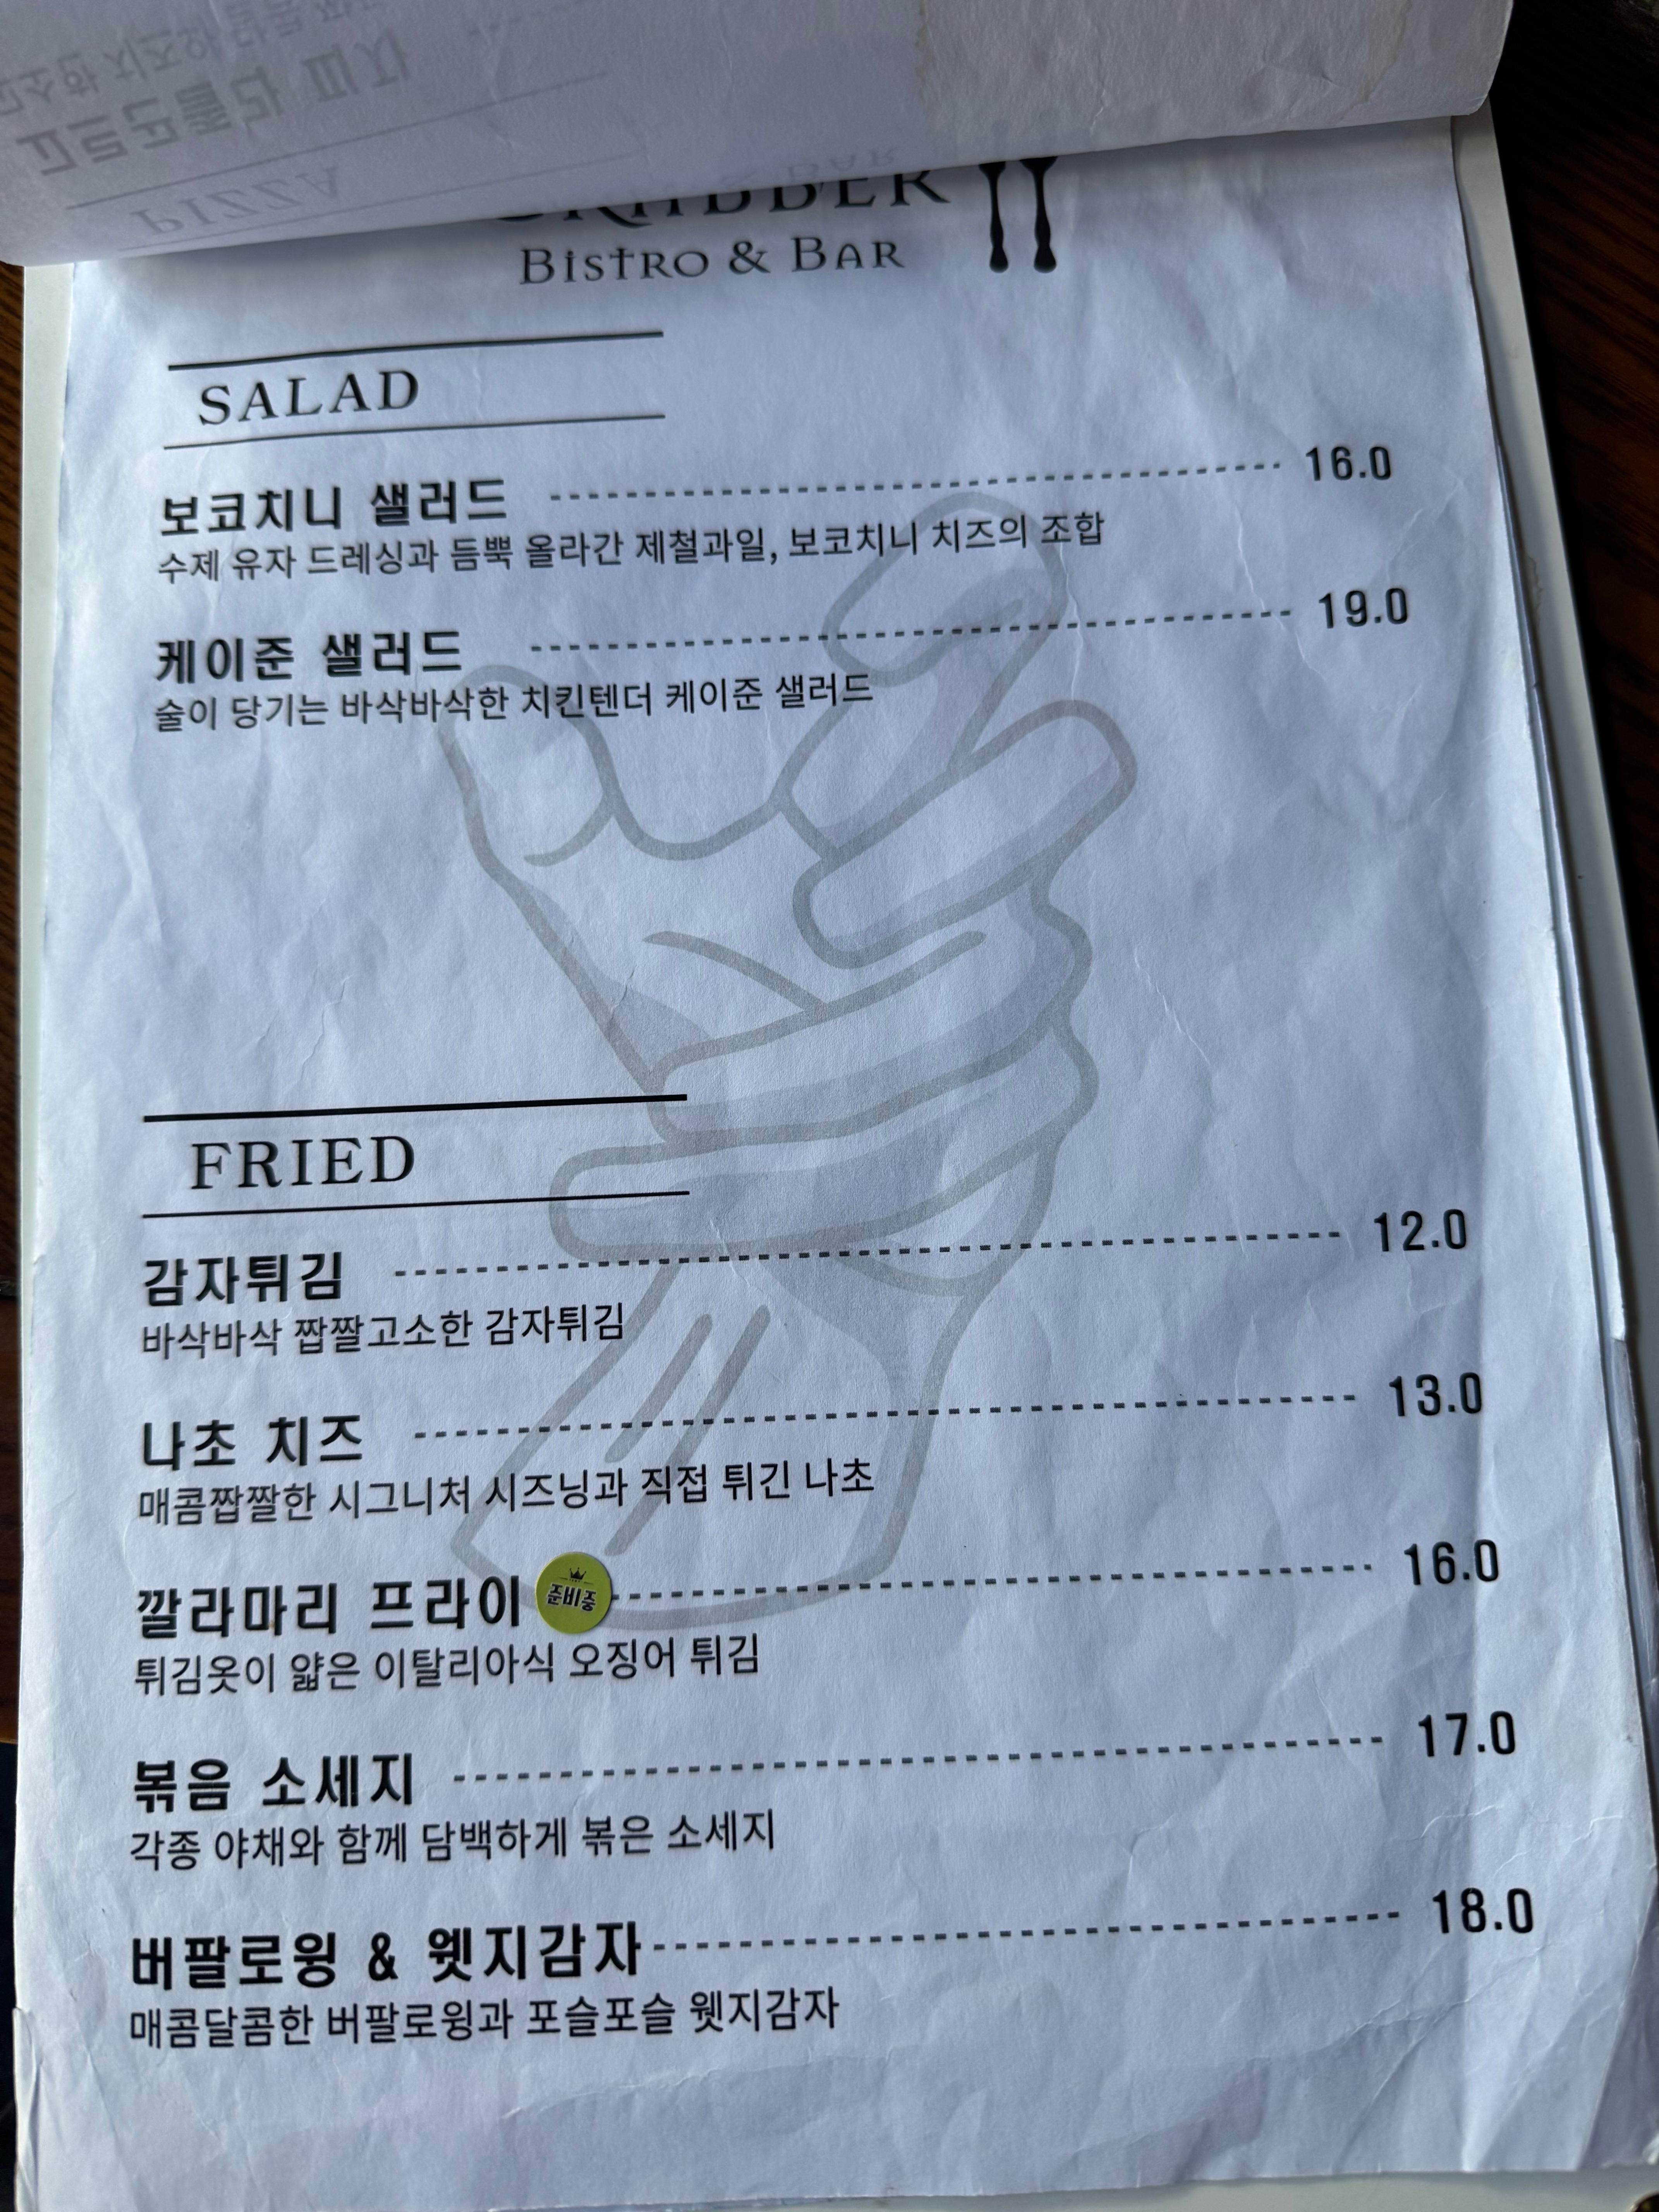 BISTRO & BAR
SALAD
보코치니 샐러드 16.0
수제 유자 드레싱과 듬뿍 올라간 제철과일, 보코치니 치즈의 조합
케이준 샐러드 19.0
술이 당기는 바삭바삭한 치킨텐더 케이준 샐러드
FRIED
감자튀김 12.0
바삭바삭 짭짤고소한 감자튀김
나초 치즈 13.0
매콤짭짤한 시그니처 시즈닝과 직접 튀긴 나초
깔라마리 프라이 준비중 16.0
튀김옷이 얇은 이탈리아식 오징어 튀김
볶음 소세지 17.0
각종 야채와 함께 담백하게 볶은 소세지
버팔로윙 & 웻지감자 18.0
매콤달콤한 버팔로윙과 포슬포슬 웻지감자